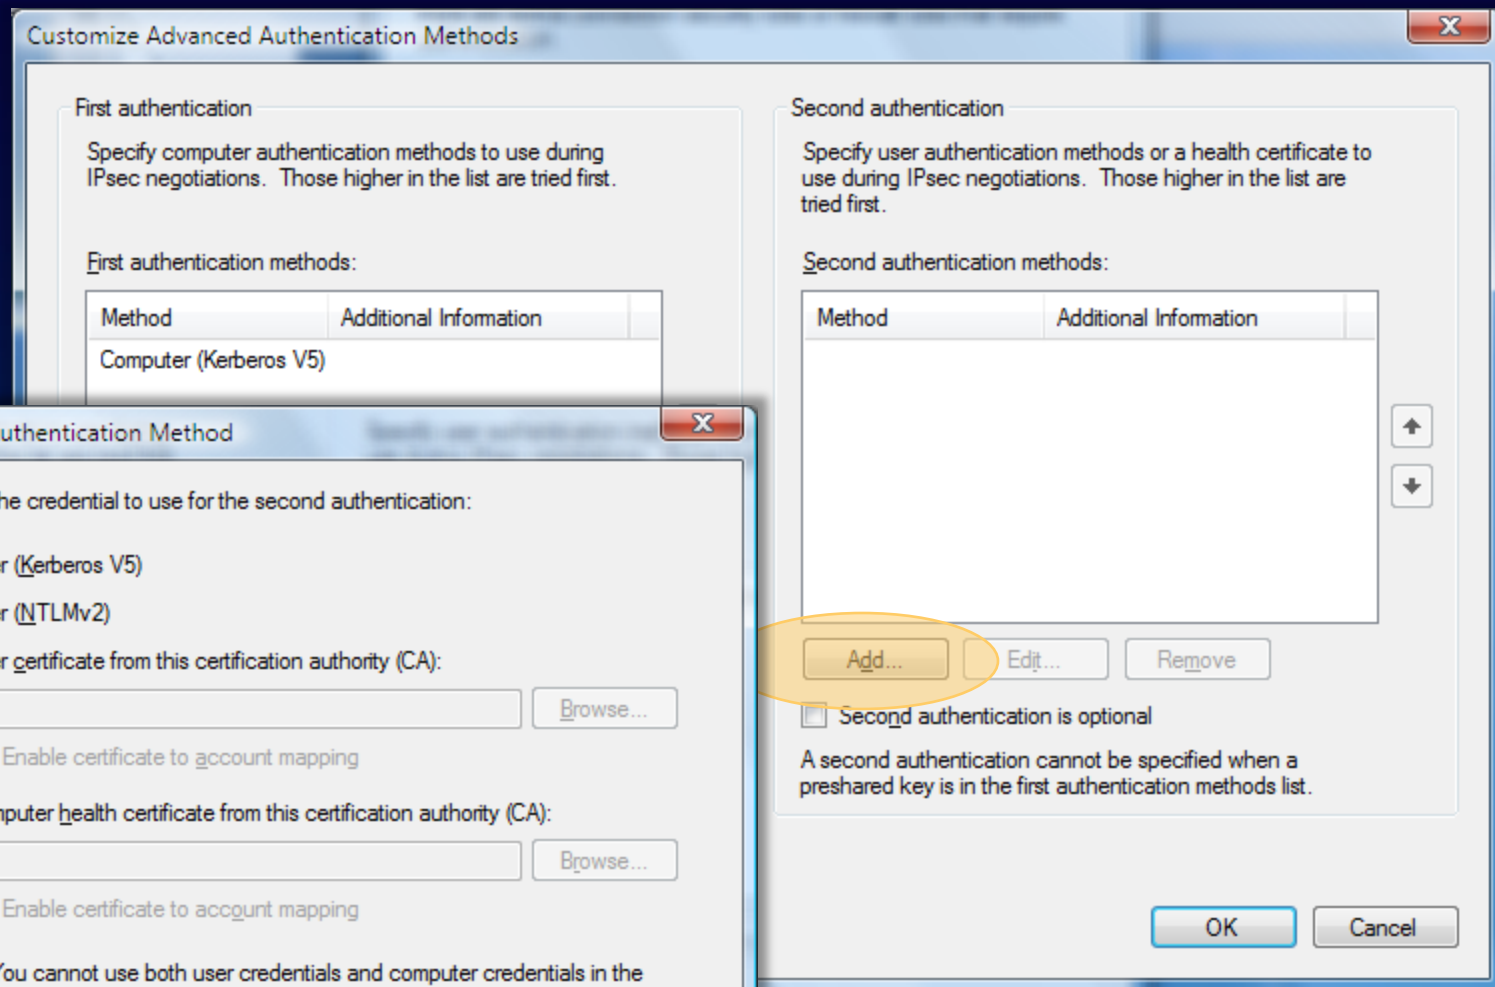 Customize Advanced Authentication Methods
First authentication
Specify computer authentication methods to use during
IPsec negotiations. Those higher in the list are tried first.
First authentication methods:
Method Additional Information
Computer (Kerberos V5)
Second authentication
Specify user authentication methods or a health certificate to
use during IPsec negotiations. Those higher in the list are
tried first.
Second authentication methods:
Method Additional Information
Add... Edit... Remove
Second authentication is optional
A second authentication cannot be specified when a
preshared key is in the first authentication methods list.
OK Cancel
Authentication Method
the credential to use for the second authentication:
(Kerberos V5)
(NTLMv2)
certificate from this certification authority (CA):
Browse...
Enable certificate to account mapping
health certificate from this certification authority (CA):
Browse...
Enable certificate to account mapping
You cannot use both user credentials and computer credentials in the